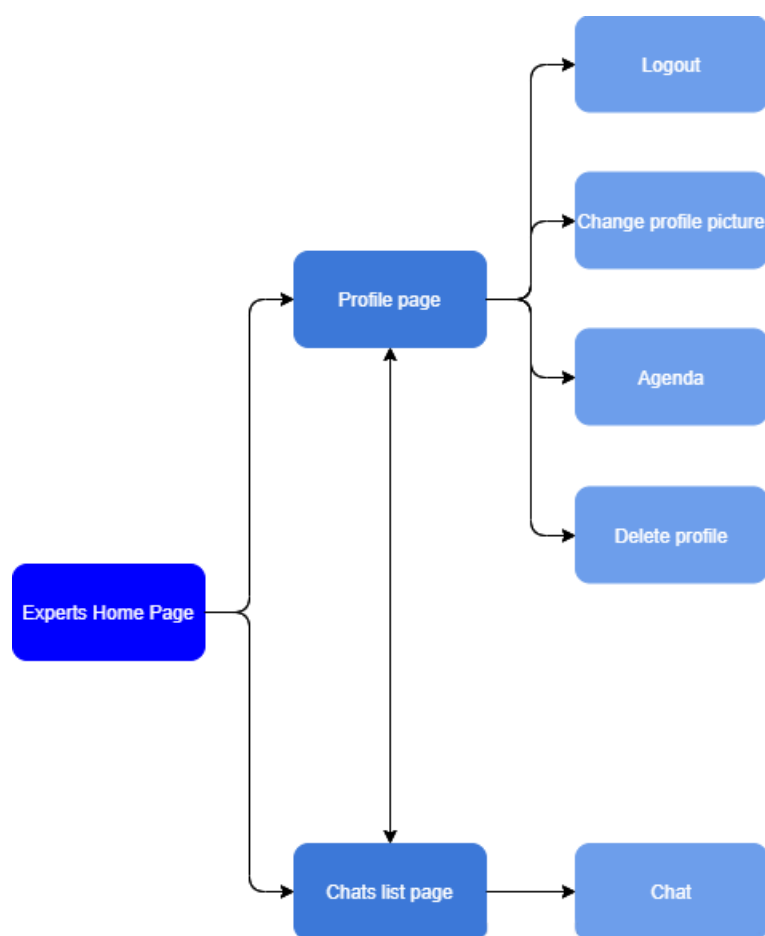 Logout
Change profile picture
Profile page
Agenda
Delete profile
Experts Home Page
Chats list page
Chat